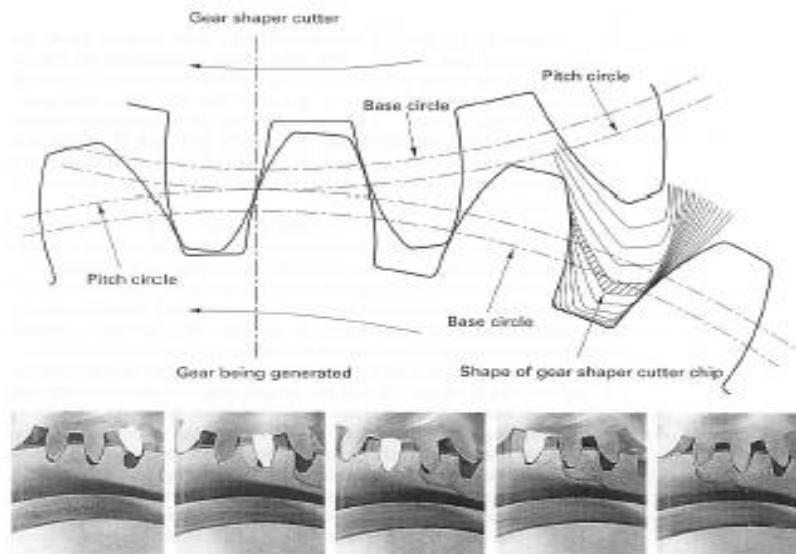 Gear shaper cutter
Pitch circle
Base circle
Pitch circle
Base circle
Gear being generated
Shape of gear shaper cutter chip